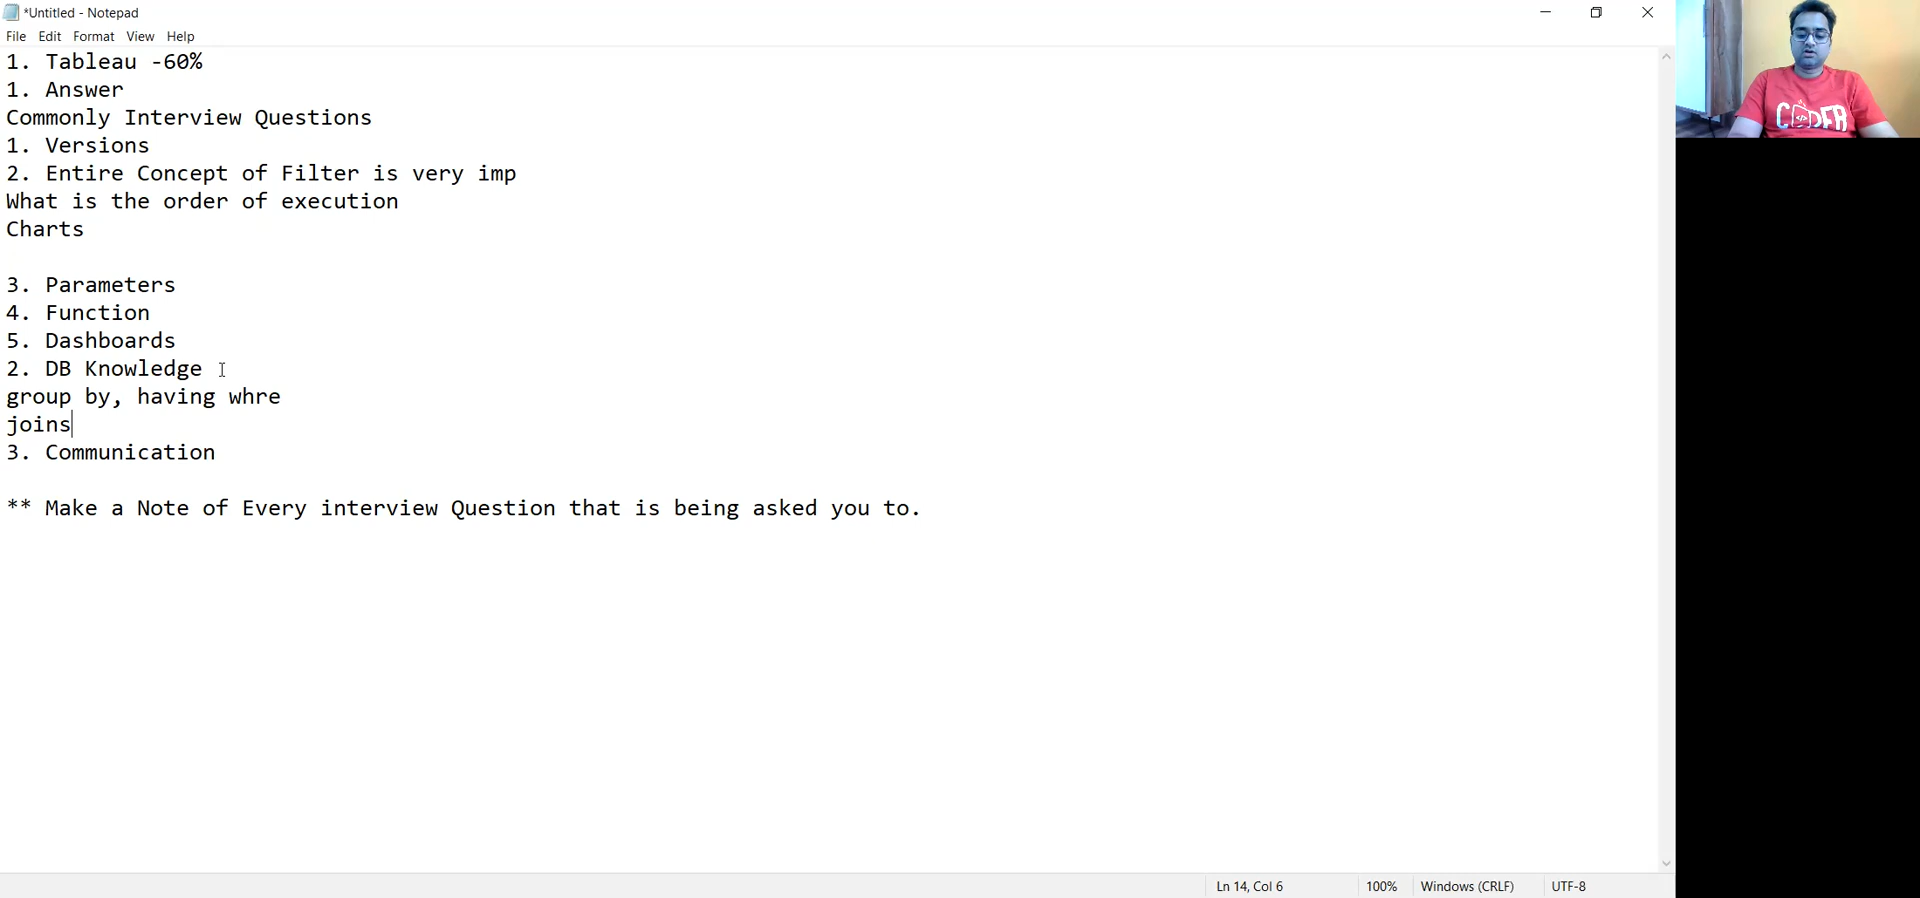 *Untitled - Notepad
File Edit Format View Help
1. Tableau -60%
1. Answer
Commonly Interview Questions
1. Versions
2. Entire Concept of Filter is very imp
What is the order of execution
Charts
3. Parameters
4. Function
5. Dashboards
2. DB Knowledge
group by, having whre
joins
3. Communication
** Make a Note of Every interview Question that is being asked you to.
Ln 14, Col 6 100% Windows (CRLF) UTF-8
CODER